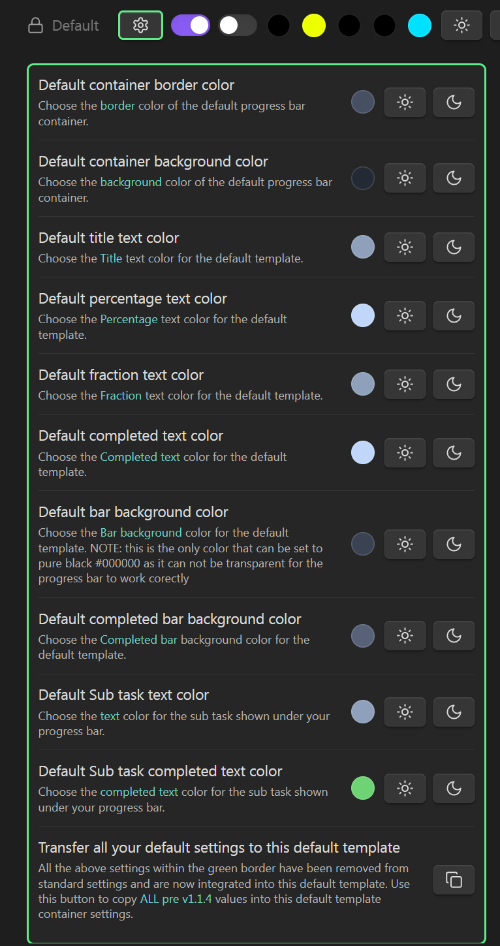 Default
Default container border color
Choose the border color of the default progress bar
container.
Default container background color
Choose the background color of the default progress bar
container.
Default title text color
Choose the Title text color for the default template.
Default percentage text color
Choose the Percentage text color for the default
template.
Default fraction text color
Choose the Fraction text color for the default template.
Default completed text color
Choose the Completed text color for the default
template.
Default bar background color
Choose the Bar background color for the default
template. NOTE: this is the only color that can be set to
pure black #000000 as it can not be transparent for the
progress bar to work corectly
Default completed bar background color
Choose the Completed bar background color for the
default template.
Default Sub task text color
Choose the text color for the sub task shown under your
progress bar.
Default Sub task completed text color
Choose the completed text color for the sub task shown
under your progress bar.
Transfer all your default settings to this default template
All the above settings within the green border have been removed from
standard settings and are now integrated into this default template. Use
this button to copy ALL pre v1.1.4 values into this default template
container settings.